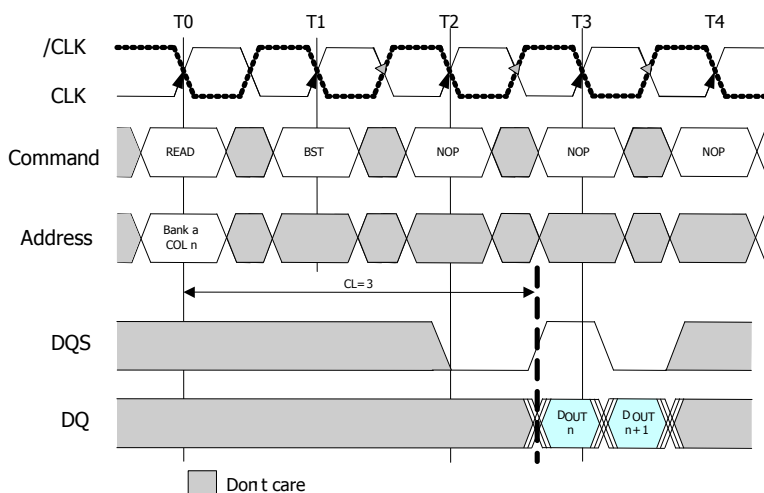 T0 T1 T2 T3 T4
/CLK
CLK
Command READ BST NOP NOP NOP
Address Bank a
COL n
CL=3
DQS
DQ DOUT
n DOUT
n+1
Don t care